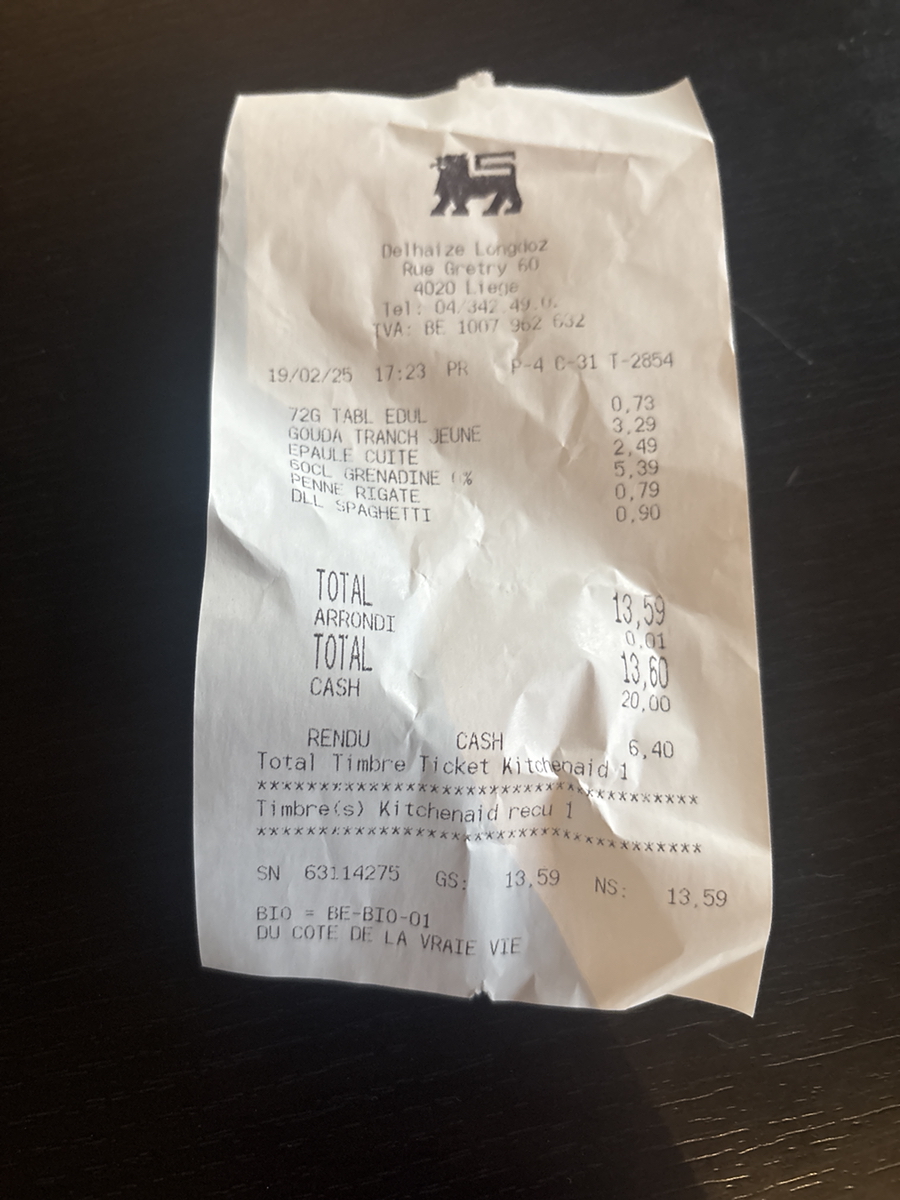 Delhaize Longdoz
Rue Gretry 60
4020 Liege
Tel: 04/342.49.
TVA: BE 1007 962 632
19/02/25 17:23 PR P-4 C-31 T-2854
72G TABL EDUL 0,73
GOUDA TRANCH JEUNE 3,29
EPAULE CUITE 2,49
60CL GRENADINE % 5,39
PENNE RIGATE 0,79
DLL SPAGHETTI 0,90
TOTAL 13,59
ARRONDI 0,01
TOTAL 13,60
CASH 20,00
RENDU CASH 6,40
Total Timbre Ticket Kitchenaid 1
****************************************
Timbre(s) Kitchenaid recu 1
****************************************
SN 63114275 GS: 13,59 NS: 13,59
BIO = BE-BIO-01
DU COTE DE LA VRAIE VIE